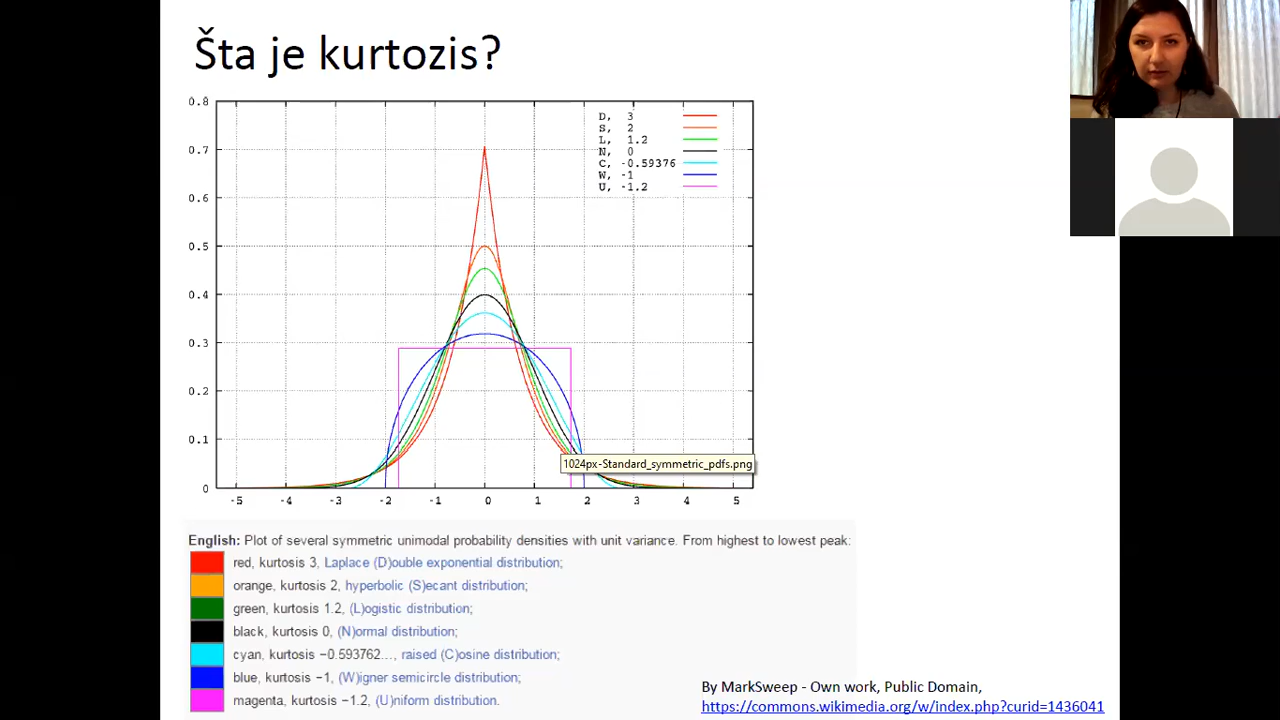 Šta je kurtozis?
0.8
0.7
0.6
0.5
0.4
0.3
0.2
0.1
0
-5 -4 -3 -2 -1 0 1 2 3 4 5
D, 3
S, 2
L, 1.2
N, 0
C, -0.59376
W, -1
U, -1.2
1024px-Standard_symmetric_pdfs.png
English: Plot of several symmetric unimodal probability densities with unit variance. From highest to lowest peak:
red, kurtosis 3, Laplace (D)ouble exponential distribution;
orange, kurtosis 2, hyperbolic (S)ecant distribution;
green, kurtosis 1.2, (L)ogistic distribution;
black, kurtosis 0, (N)ormal distribution;
cyan, kurtosis −0.593762..., raised (C)osine distribution;
blue, kurtosis −1, (W)igner semicircle distribution;
magenta, kurtosis −1.2, (U)niform distribution.
By MarkSweep - Own work, Public Domain,
https://commons.wikimedia.org/w/index.php?curid=1436041